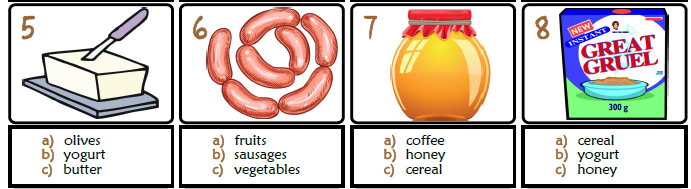 5
6
7
8
NEW
INSTANT
GREAT
GRUEL
300 g
a) olives
b) yogurt
c) butter
a) fruits
b) sausages
c) vegetables
a) coffee
b) honey
c) cereal
a) cereal
b) yogurt
c) honey